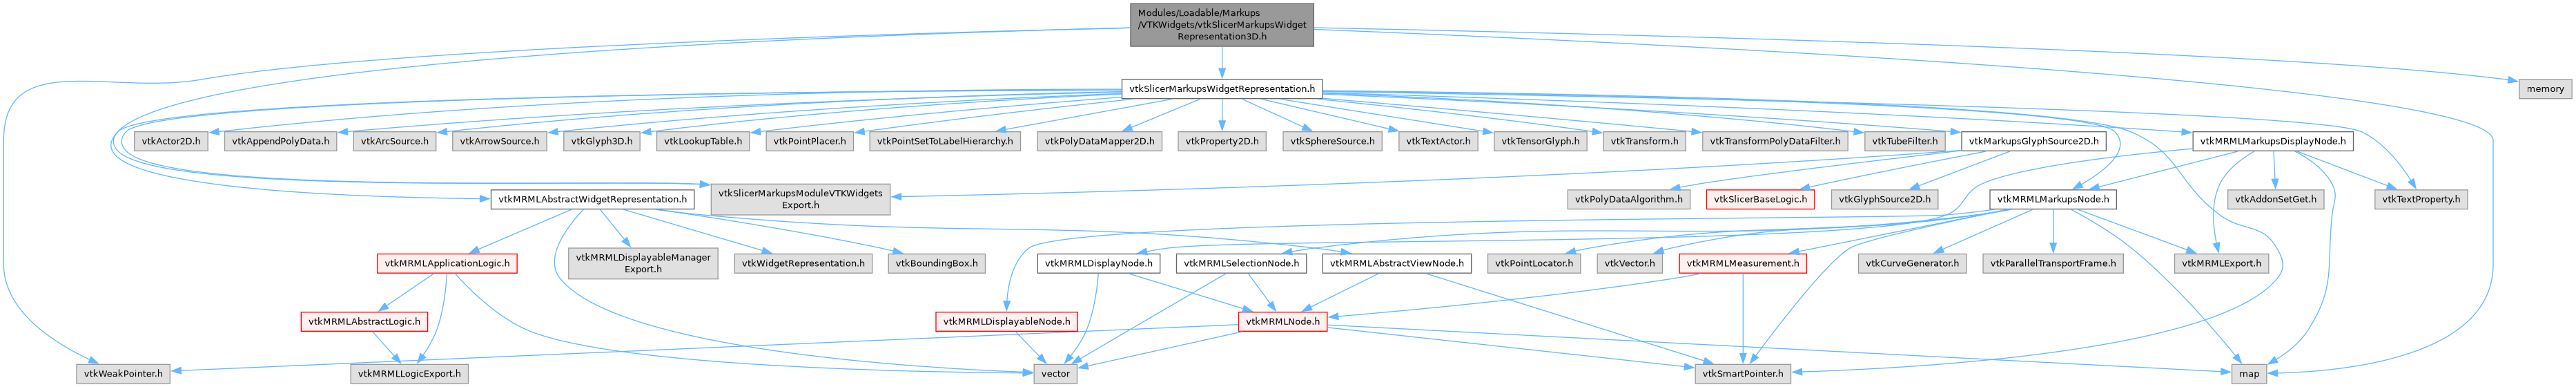 Modules/Loadable/Markups
/VTKWidgets/vtkSlicerMarkupsWidget
Representation3D.h
vtkSlicerMarkupsWidgetRepresentation.h
memory
vtkActor2D.h
vtkAppendPolyData.h
vtkArcSource.h
vtkArrowSource.h
vtkGlyph3D.h
vtkLookupTable.h
vtkPointPlacer.h
vtkPointSetToLabelHierarchy.h
vtkPolyDataMapper2D.h
vtkProperty2D.h
vtkSphereSource.h
vtkTextActor.h
vtkTensorGlyph.h
vtkTransform.h
vtkTransformPolyDataFilter.h
vtkTubeFilter.h
vtkMarkupsGlyphSource2D.h
vtkMRMLMarkupsDisplayNode.h
vtkMRMLAbstractWidgetRepresentation.h
vtkSlicerMarkupsModuleVTKWidgets
Export.h
vtkPolyDataAlgorithm.h
vtkSlicerBaseLogic.h
vtkGlyphSource2D.h
vtkMRMLMarkupsNode.h
vtkAddonSetGet.h
vtkTextProperty.h
vtkMRMLApplicationLogic.h
vtkMRMLDisplayableManager
Export.h
vtkWidgetRepresentation.h
vtkBoundingBox.h
vtkMRMLDisplayNode.h
vtkMRMLSelectionNode.h
vtkMRMLAbstractViewNode.h
vtkPointLocator.h
vtkVector.h
vtkMRMLMeasurement.h
vtkCurveGenerator.h
vtkParallelTransportFrame.h
vtkMRMLExport.h
vtkMRMLAbstractLogic.h
vtkMRMLDisplayableNode.h
vtkMRMLNode.h
vtkWeakPointer.h
vtkMRMLLogicExport.h
vector
vtkSmartPointer.h
map